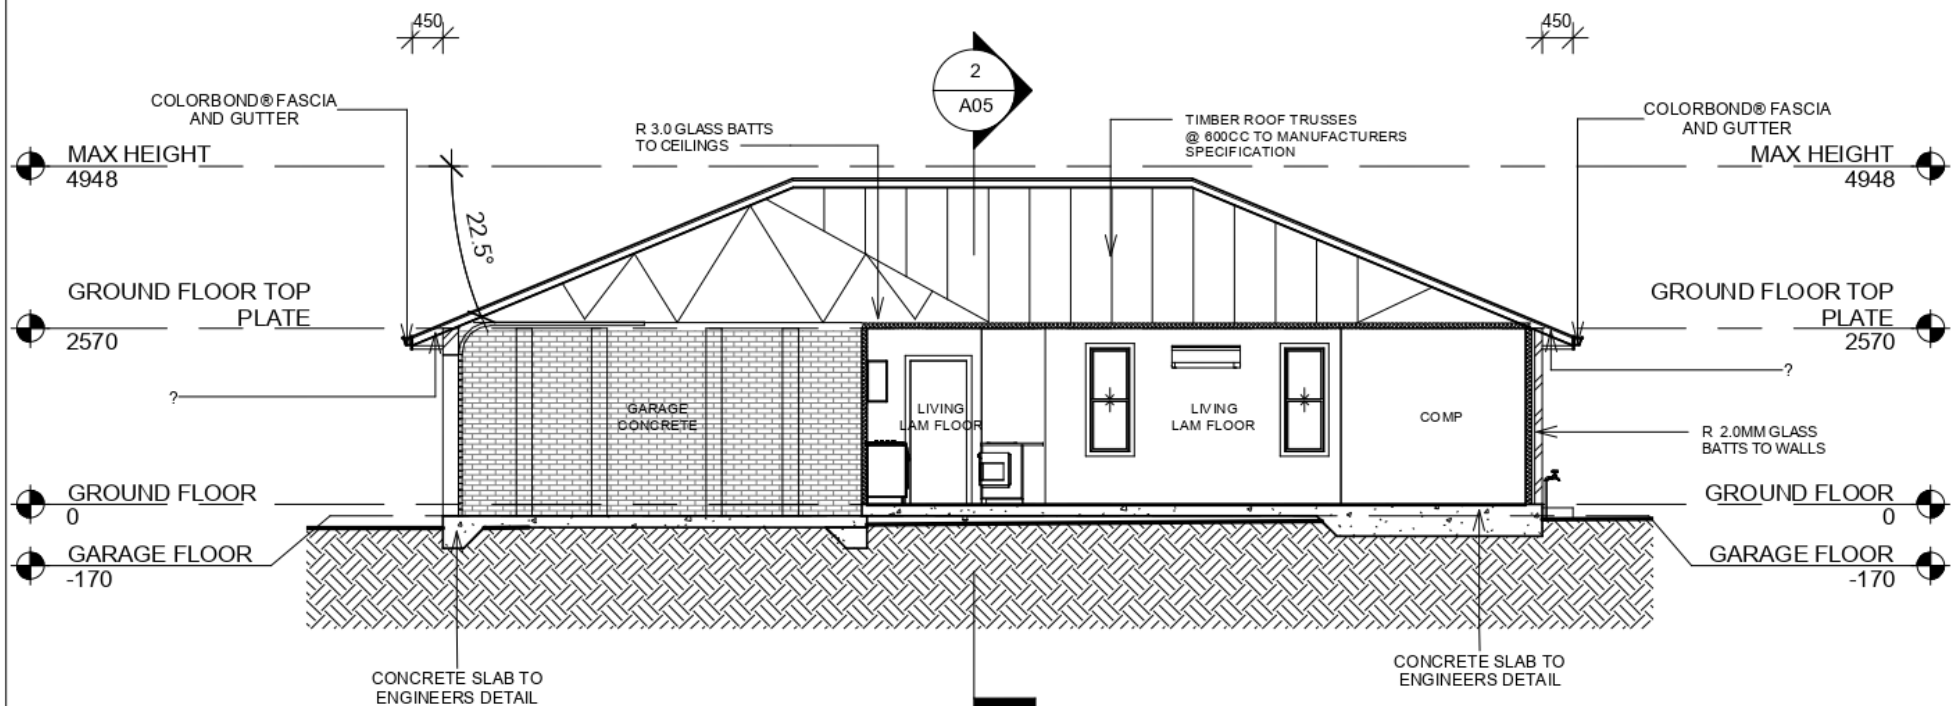 450
450
2
A05
COLORBOND® FASCIA
AND GUTTER
R 3.0 GLASS BATTS
TO CEILINGS
TIMBER ROOF TRUSSES
@ 600CC TO MANUFACTURERS
SPECIFICATION
COLORBOND® FASCIA
AND GUTTER
MAX HEIGHT
4948
MAX HEIGHT
4948
22.5°
GROUND FLOOR TOP
PLATE
2570
GROUND FLOOR TOP
PLATE
2570
?
?
GARAGE
CONCRETE
LIVING
LAM FLOOR
LIVING
LAM FLOOR
COMP
R 2.0MM GLASS
BATTS TO WALLS
GROUND FLOOR
0
GROUND FLOOR
0
GARAGE FLOOR
-170
GARAGE FLOOR
-170
CONCRETE SLAB TO
ENGINEERS DETAIL
CONCRETE SLAB TO
ENGINEERS DETAIL